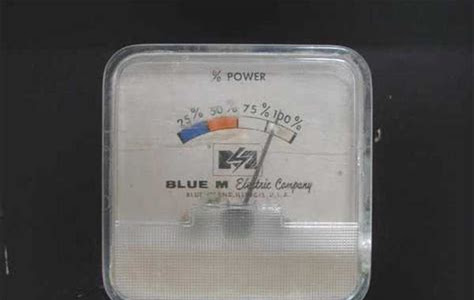 % POWER
25% 50% 75% 100%
BLUE M Electric Company
BLUE ISLAND, ILLINOIS, U.S.A.